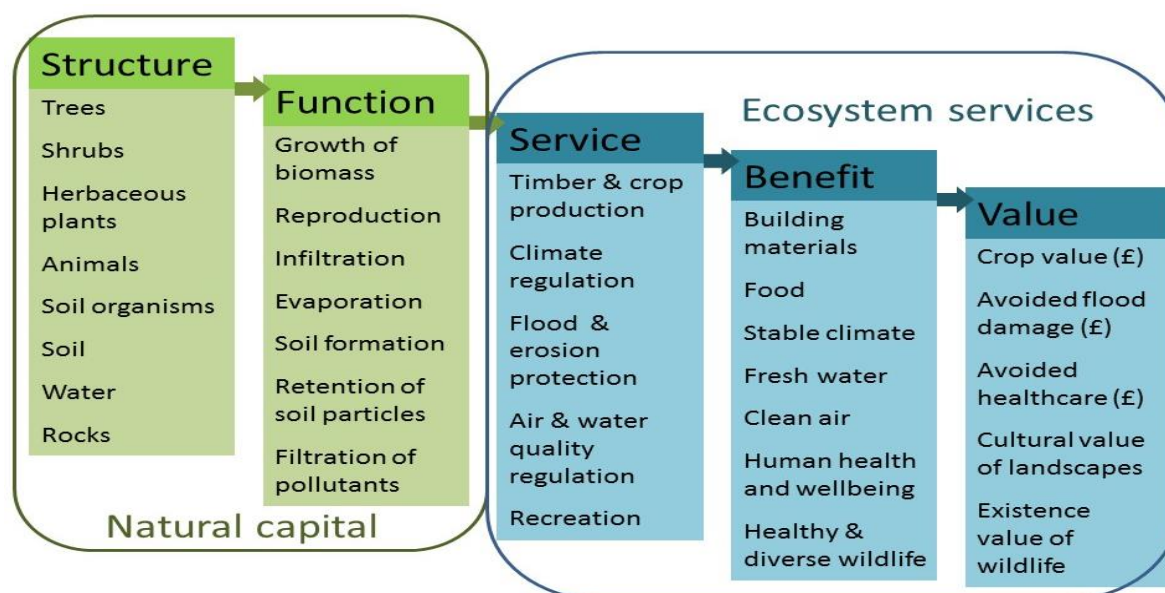 Structure
Trees
Shrubs
Herbaceous
plants
Animals
Soil organisms
Soil
Water
Rocks
Function
Growth of
biomass
Reproduction
Infiltration
Evaporation
Soil formation
Retention of
soil particles
Filtration of
pollutants
Natural capital
Ecosystem services
Service
Timber & crop
production
Climate
regulation
Flood &
erosion
protection
Air & water
quality
regulation
Recreation
Benefit
Building
materials
Food
Stable climate
Fresh water
Clean air
Human health
and wellbeing
Healthy &
diverse wildlife
Value
Crop value (£)
Avoided flood
damage (£)
Avoided
healthcare (£)
Cultural value
of landscapes
Existence
value of
wildlife